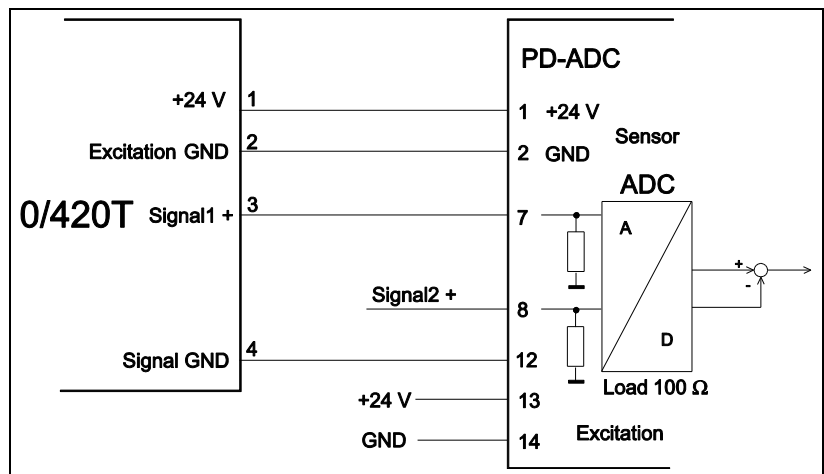 PD-ADC
+24 V 1
1 +24 V
Excitation GND 2
2 GND
Sensor
0/420T
Signal1 + 3
7
ADC
A
+
-
Signal2 +
8
D
Signal GND 4
12
Load 100 Ω
+24 V
13
GND
14
Excitation